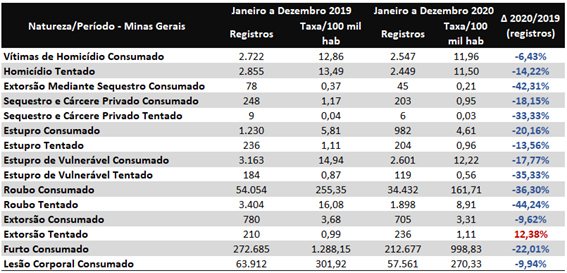 Natureza/Período - Minas Gerais Janeiro a Dezembro 2019 Janeiro a Dezembro 2020 Δ 2020/2019 (registros)
Registros Taxa/100 mil hab Registros Taxa/100 mil hab
Vítimas de Homicídio Consumado 2.722 12,86 2.547 11,96 -6,43%
Homicídio Tentado 2.855 13,49 2.449 11,50 -14,22%
Extorsão Mediante Sequestro Consumado 78 0,37 45 0,21 -42,31%
Sequestro e Cárcere Privado Consumado 248 1,17 203 0,95 -18,15%
Sequestro e Cárcere Privado Tentado 9 0,04 6 0,03 -33,33%
Estupro Consumado 1.230 5,81 982 4,61 -20,16%
Estupro Tentado 236 1,11 204 0,96 -13,56%
Estupro de Vulnerável Consumado 3.163 14,94 2.601 12,22 -17,77%
Estupro de Vulnerável Tentado 184 0,87 119 0,56 -35,33%
Roubo Consumado 54.054 255,35 34.432 161,71 -36,30%
Roubo Tentado 3.404 16,08 1.898 8,91 -44,24%
Extorsão Consumado 780 3,68 705 3,31 -9,62%
Extorsão Tentado 210 0,99 236 1,11 12,38%
Furto Consumado 272.685 1.288,15 212.677 998,83 -22,01%
Lesão Corporal Consumado 63.912 301,92 57.561 270,33 -9,94%